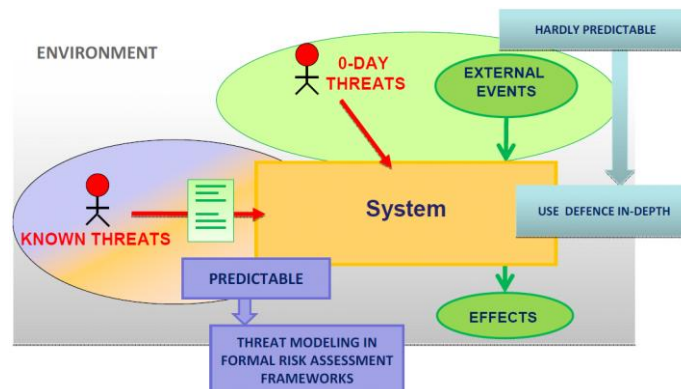 HARDLY PREDICTABLE
ENVIRONMENT
0-DAY
THREATS
EXTERNAL
EVENTS
System
USE DEFENCE IN-DEPTH
KNOWN THREATS
PREDICTABLE
EFFECTS
THREAT MODELING IN
FORMAL RISK ASSESSMENT
FRAMEWORKS